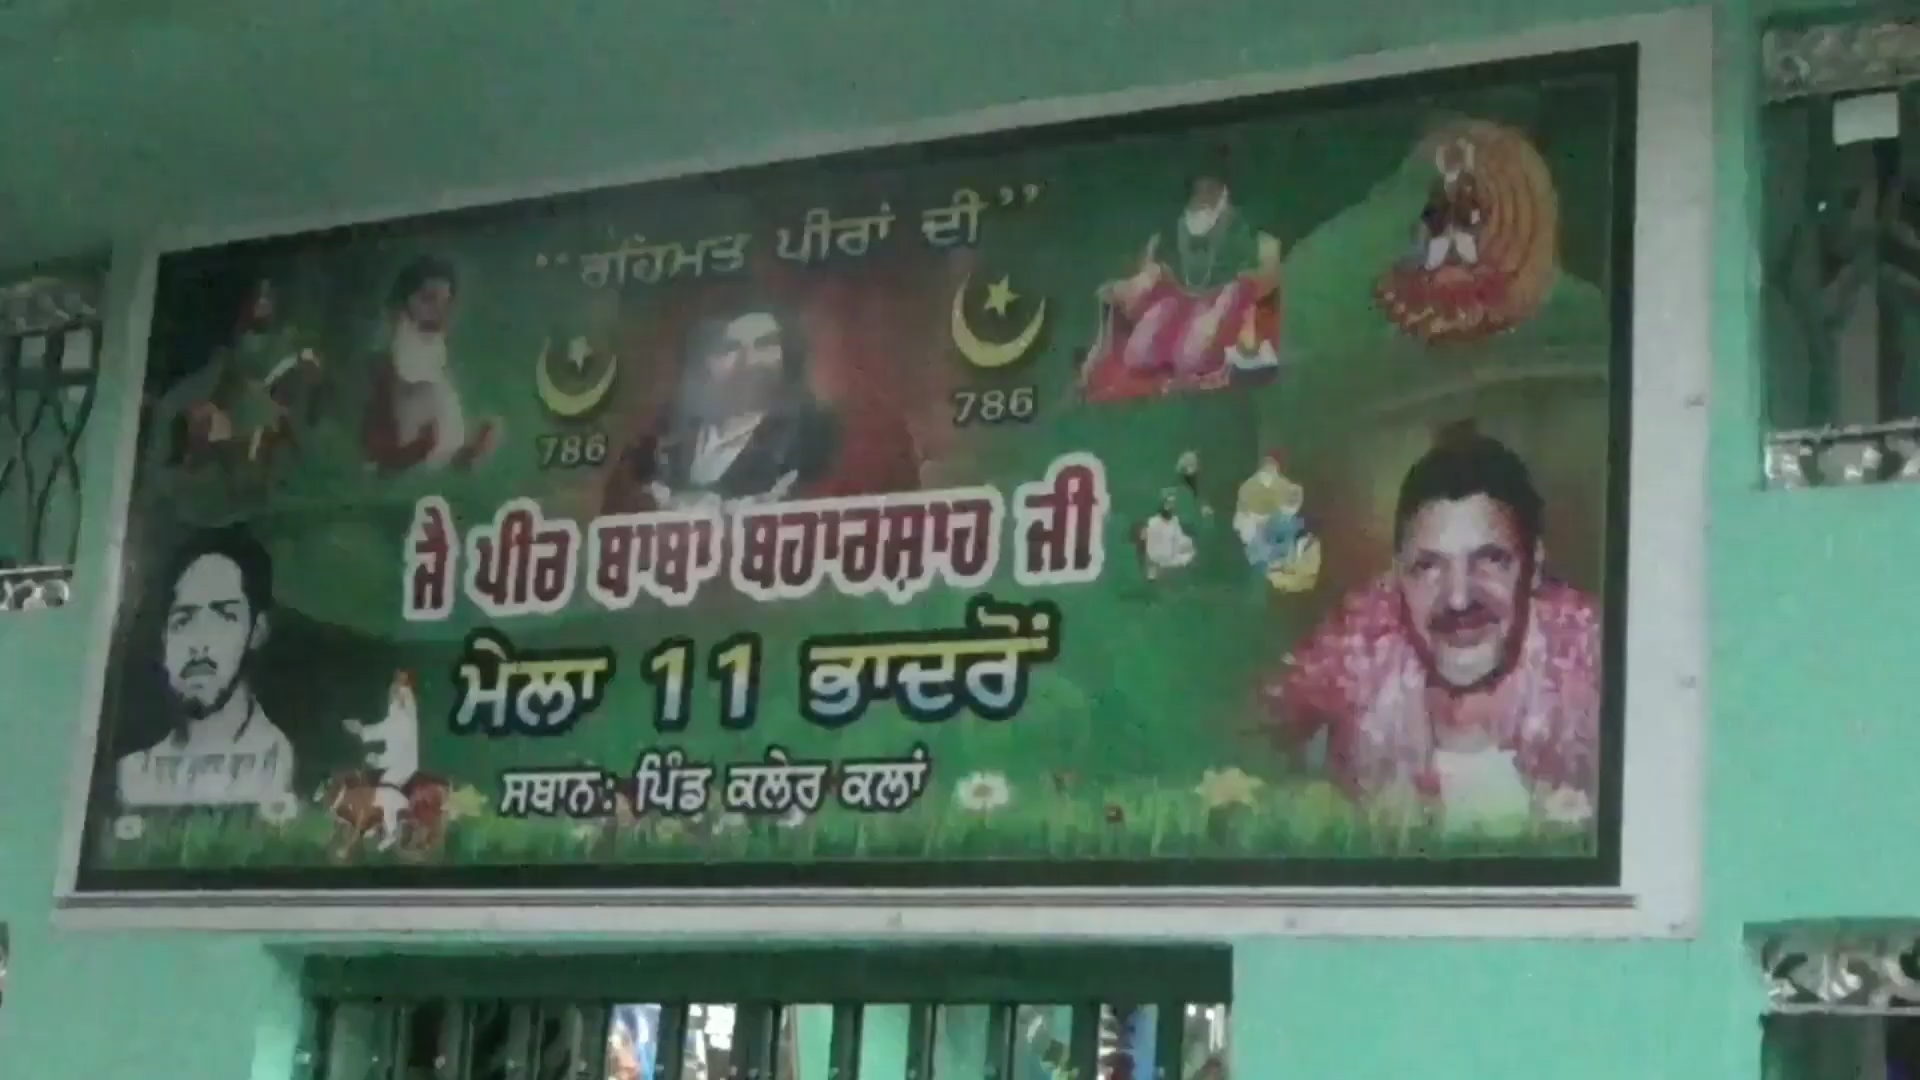 “ਰਹਿਮਤ ਪੀਰਾਂ ਦੀ”
786
786
ਜੈ ਪੀਰ ਬਾਬਾ ਬਹਾਰਸ਼ਾਹ ਜੀ
ਮੇਲਾ 11 ਭਾਦਰੋਂ
ਸਥਾਨ: ਪਿੰਡ ਕਲੇਰ ਕਲਾਂ